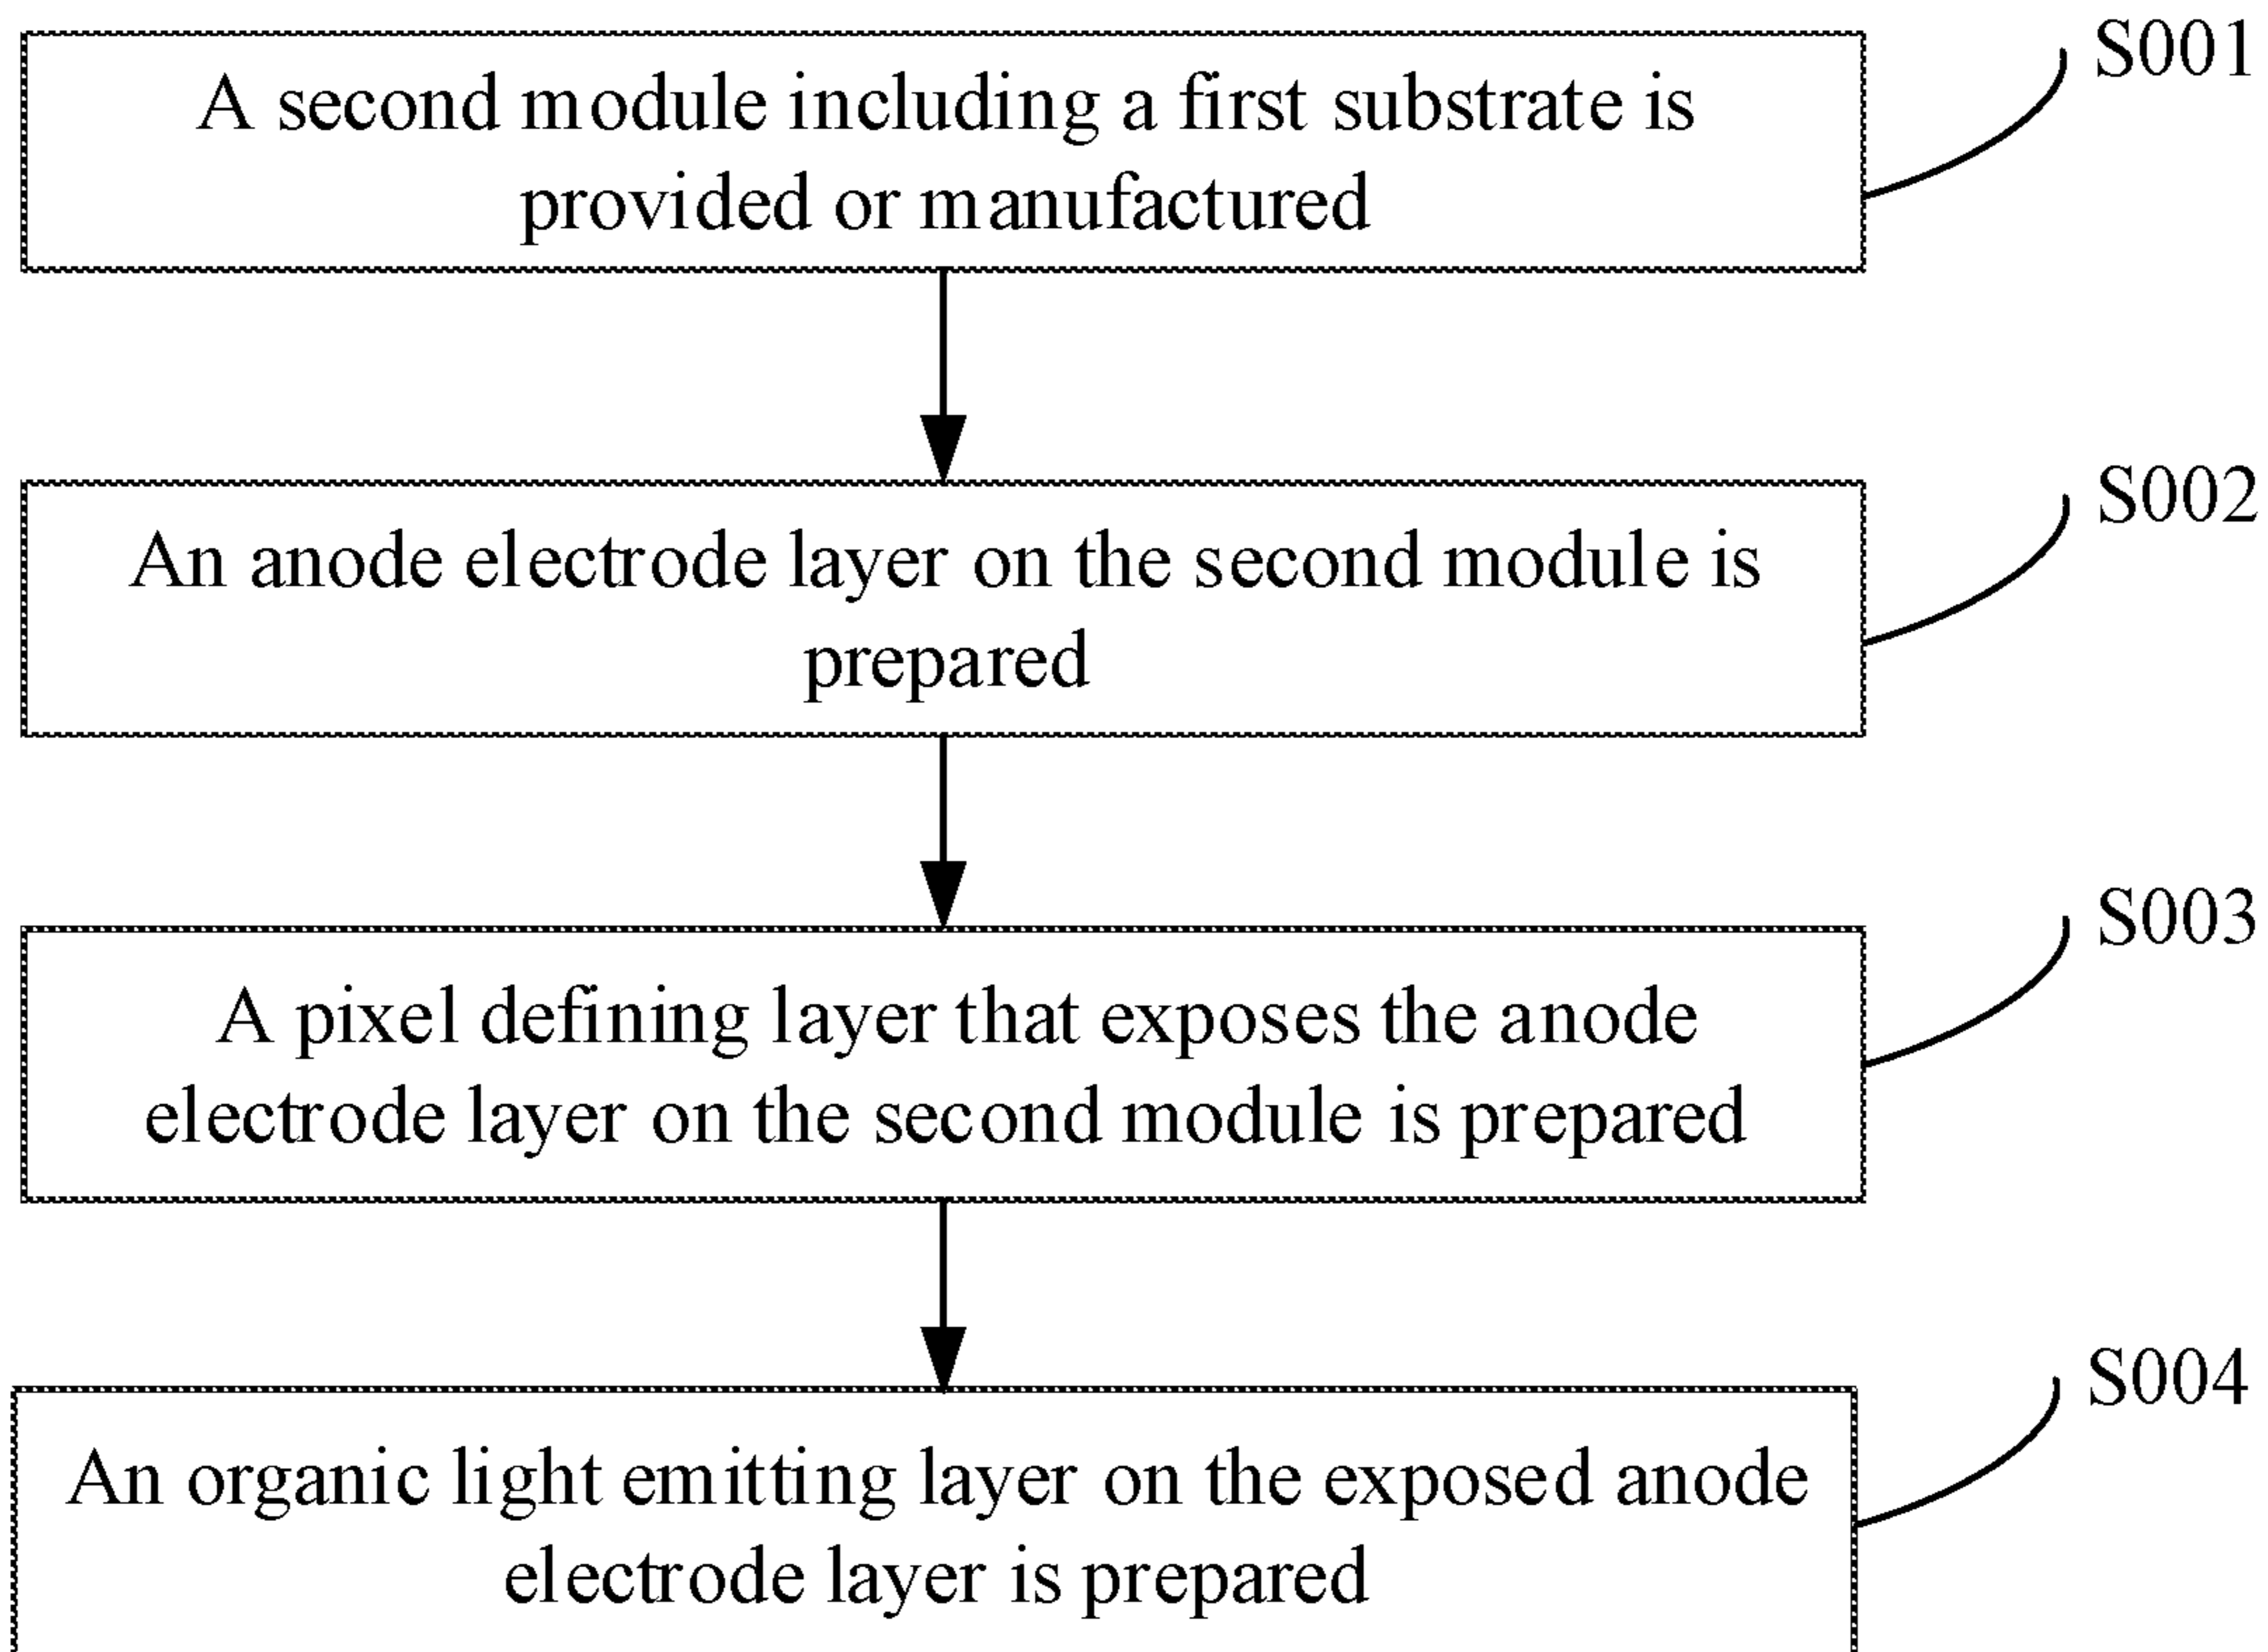 S001
A second module including a first substrate is
provided or manufactured
S002
An anode electrode layer on the second module is
prepared
S003
A pixel defining layer that exposes the anode
electrode layer on the second module is prepared
S004
An organic light emitting layer on the exposed anode
electrode layer is prepared